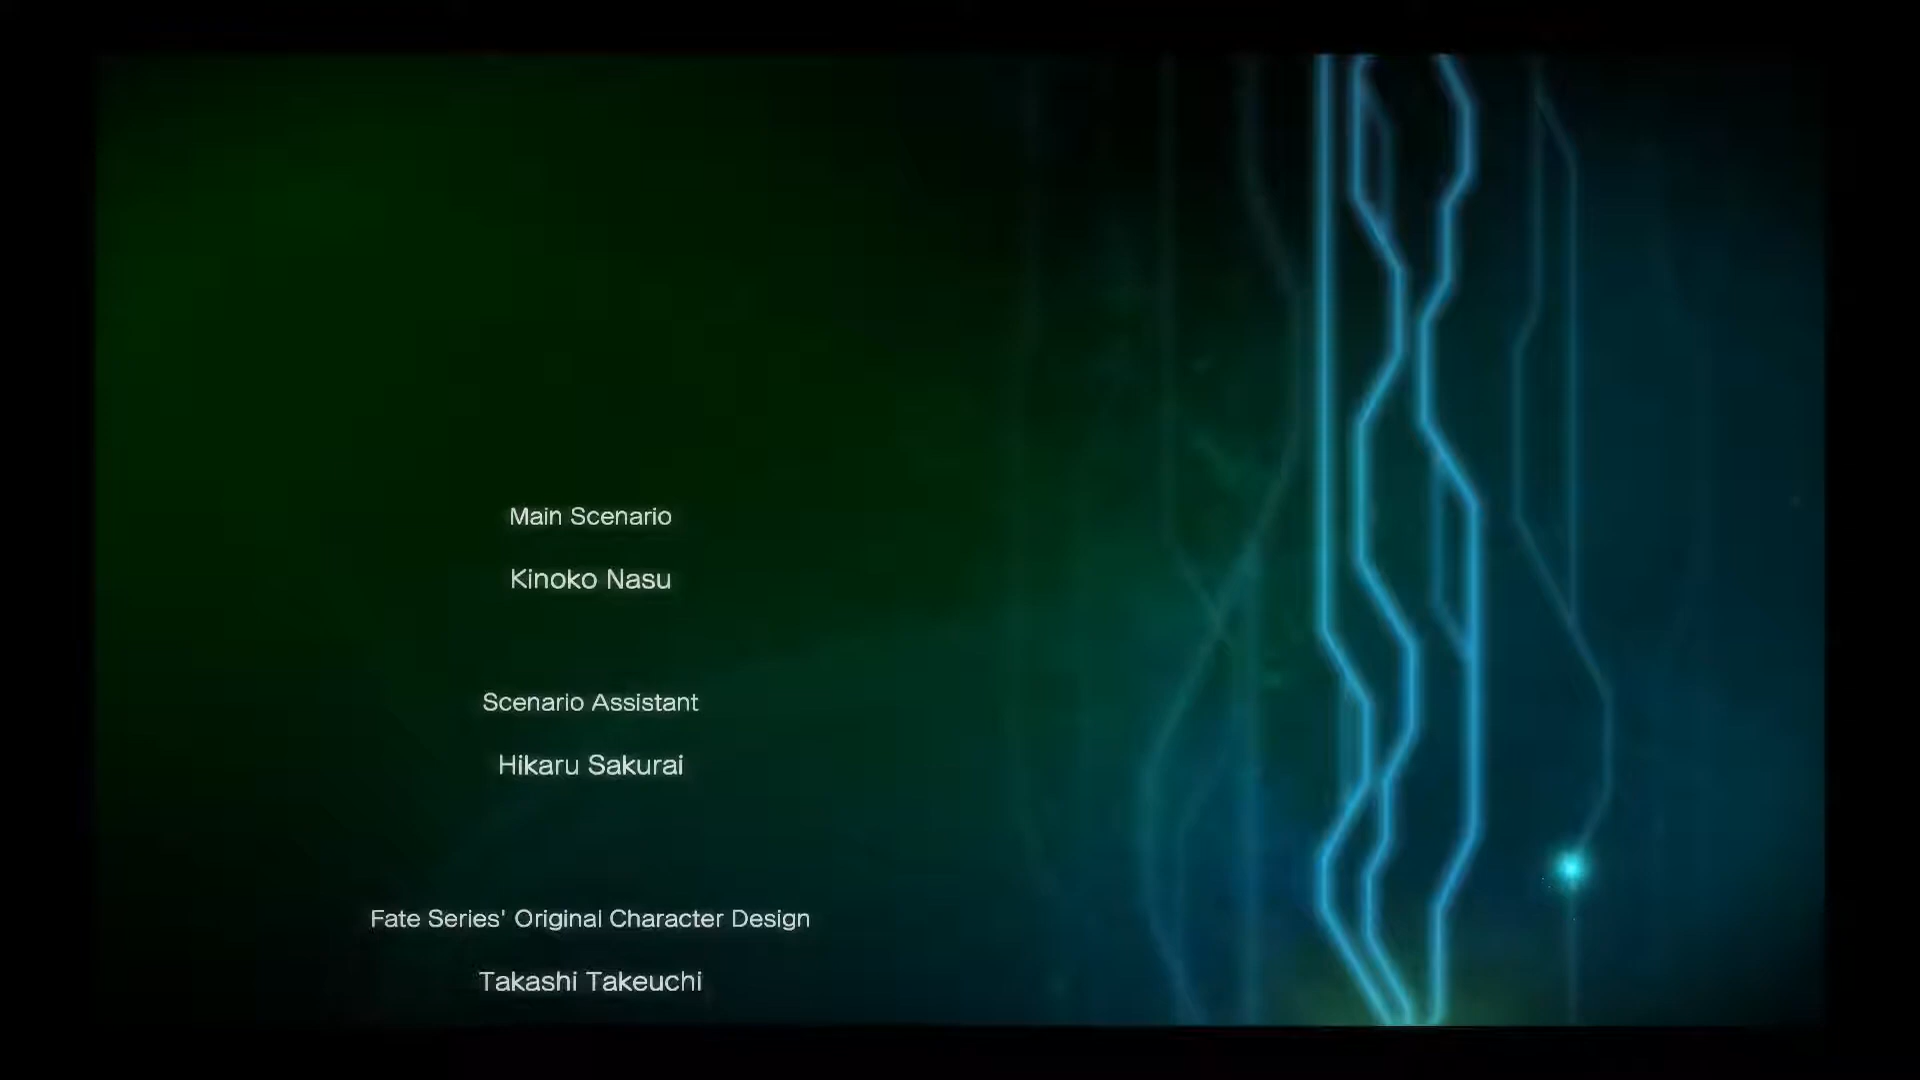 Main Scenario
Kinoko Nasu
Scenario Assistant
Hikaru Sakurai
Fate Series' Original Character Design
Takashi Takeuchi